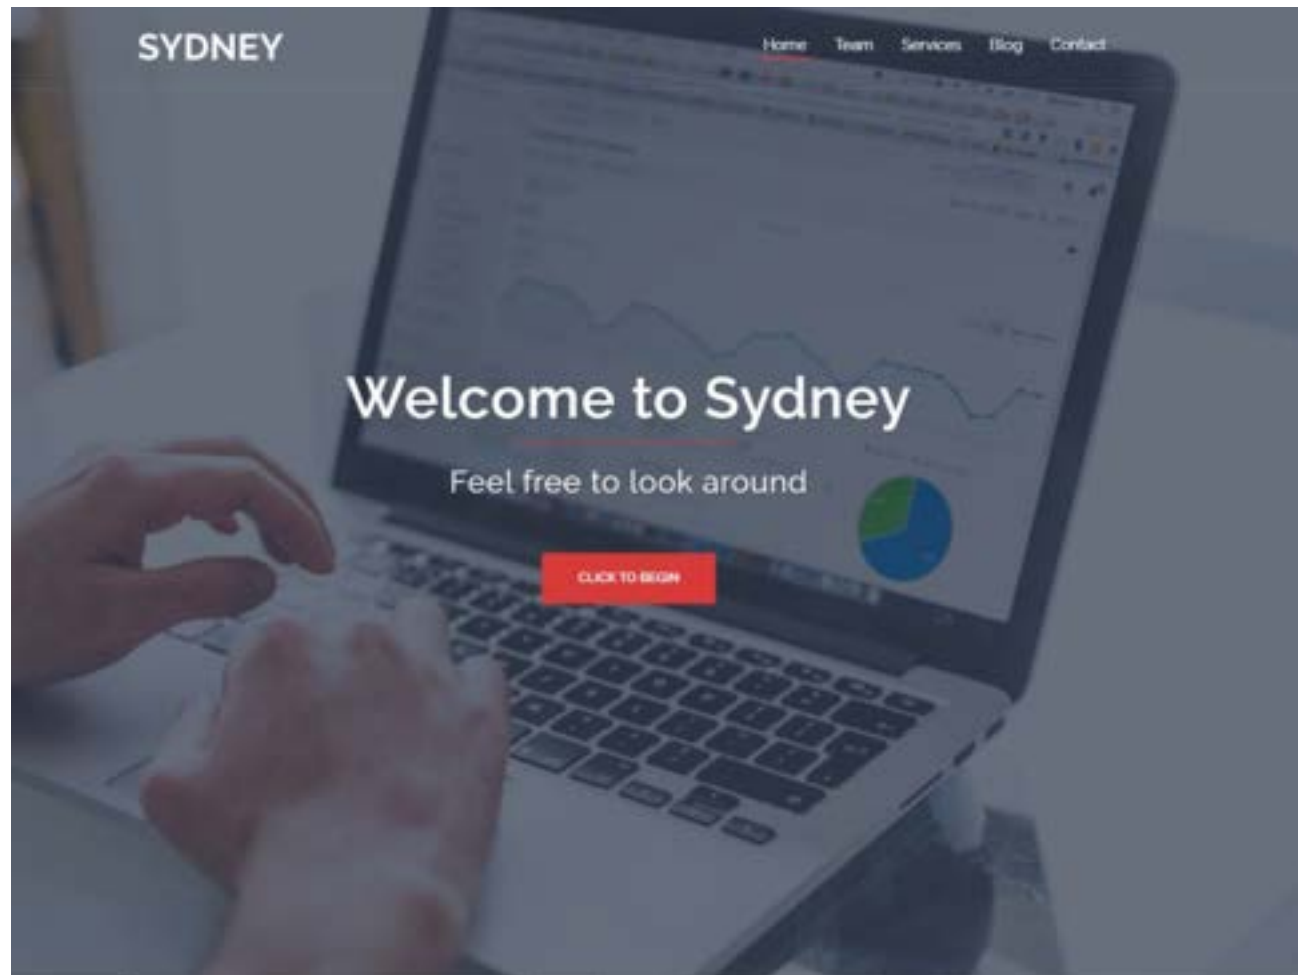 SYDNEY
Home Team Services Blog Contact
Welcome to Sydney
Feel free to look around
CLICK TO BEGIN